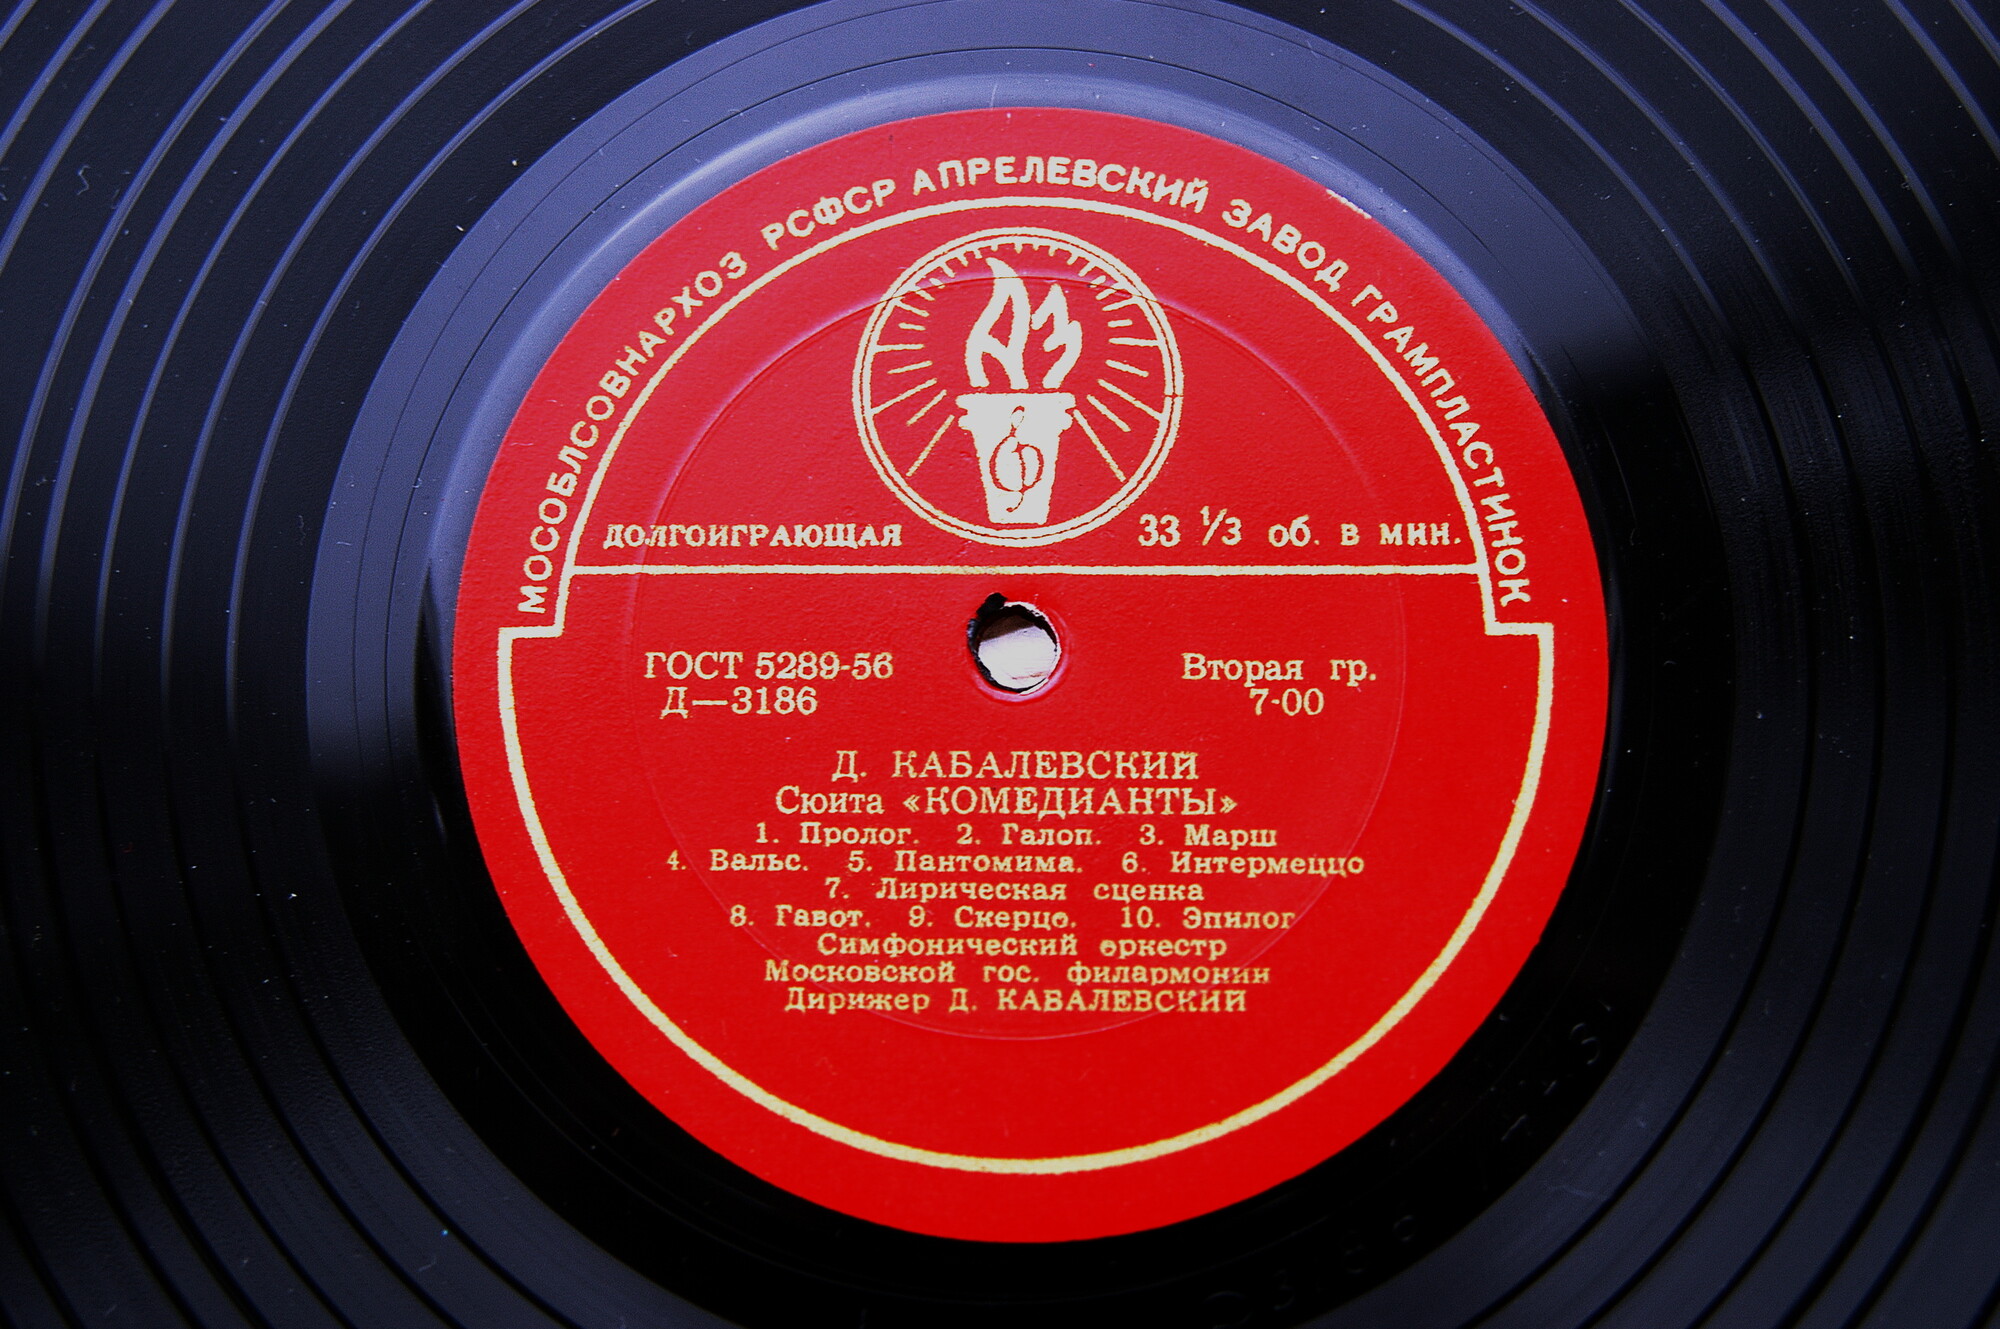 МОСОБЛСОВНАРХОЗ РСФСР АПРЕЛЕВСКИЙ ЗАВОД ГРАМПЛАСТИНОК
АЗ
ДОЛГОИГРАЮЩАЯ 33 1/3 об. в мин.
ГОСТ 5289-56 Вторая гр.
Д—3186 7-00
Д. КАБАЛЕВСКИЙ
Сюита «КОМЕДИАНТЫ»
1. Пролог. 2. Галоп. 3. Марш
4. Вальс. 5. Пантомима. 6. Интермеццо
7. Лирическая сценка
8. Гавот. 9. Скерцо. 10. Эпилог
Симфонический оркестр
Московской гос. филармонии
Дирижер Д. КАБАЛЕВСКИЙ